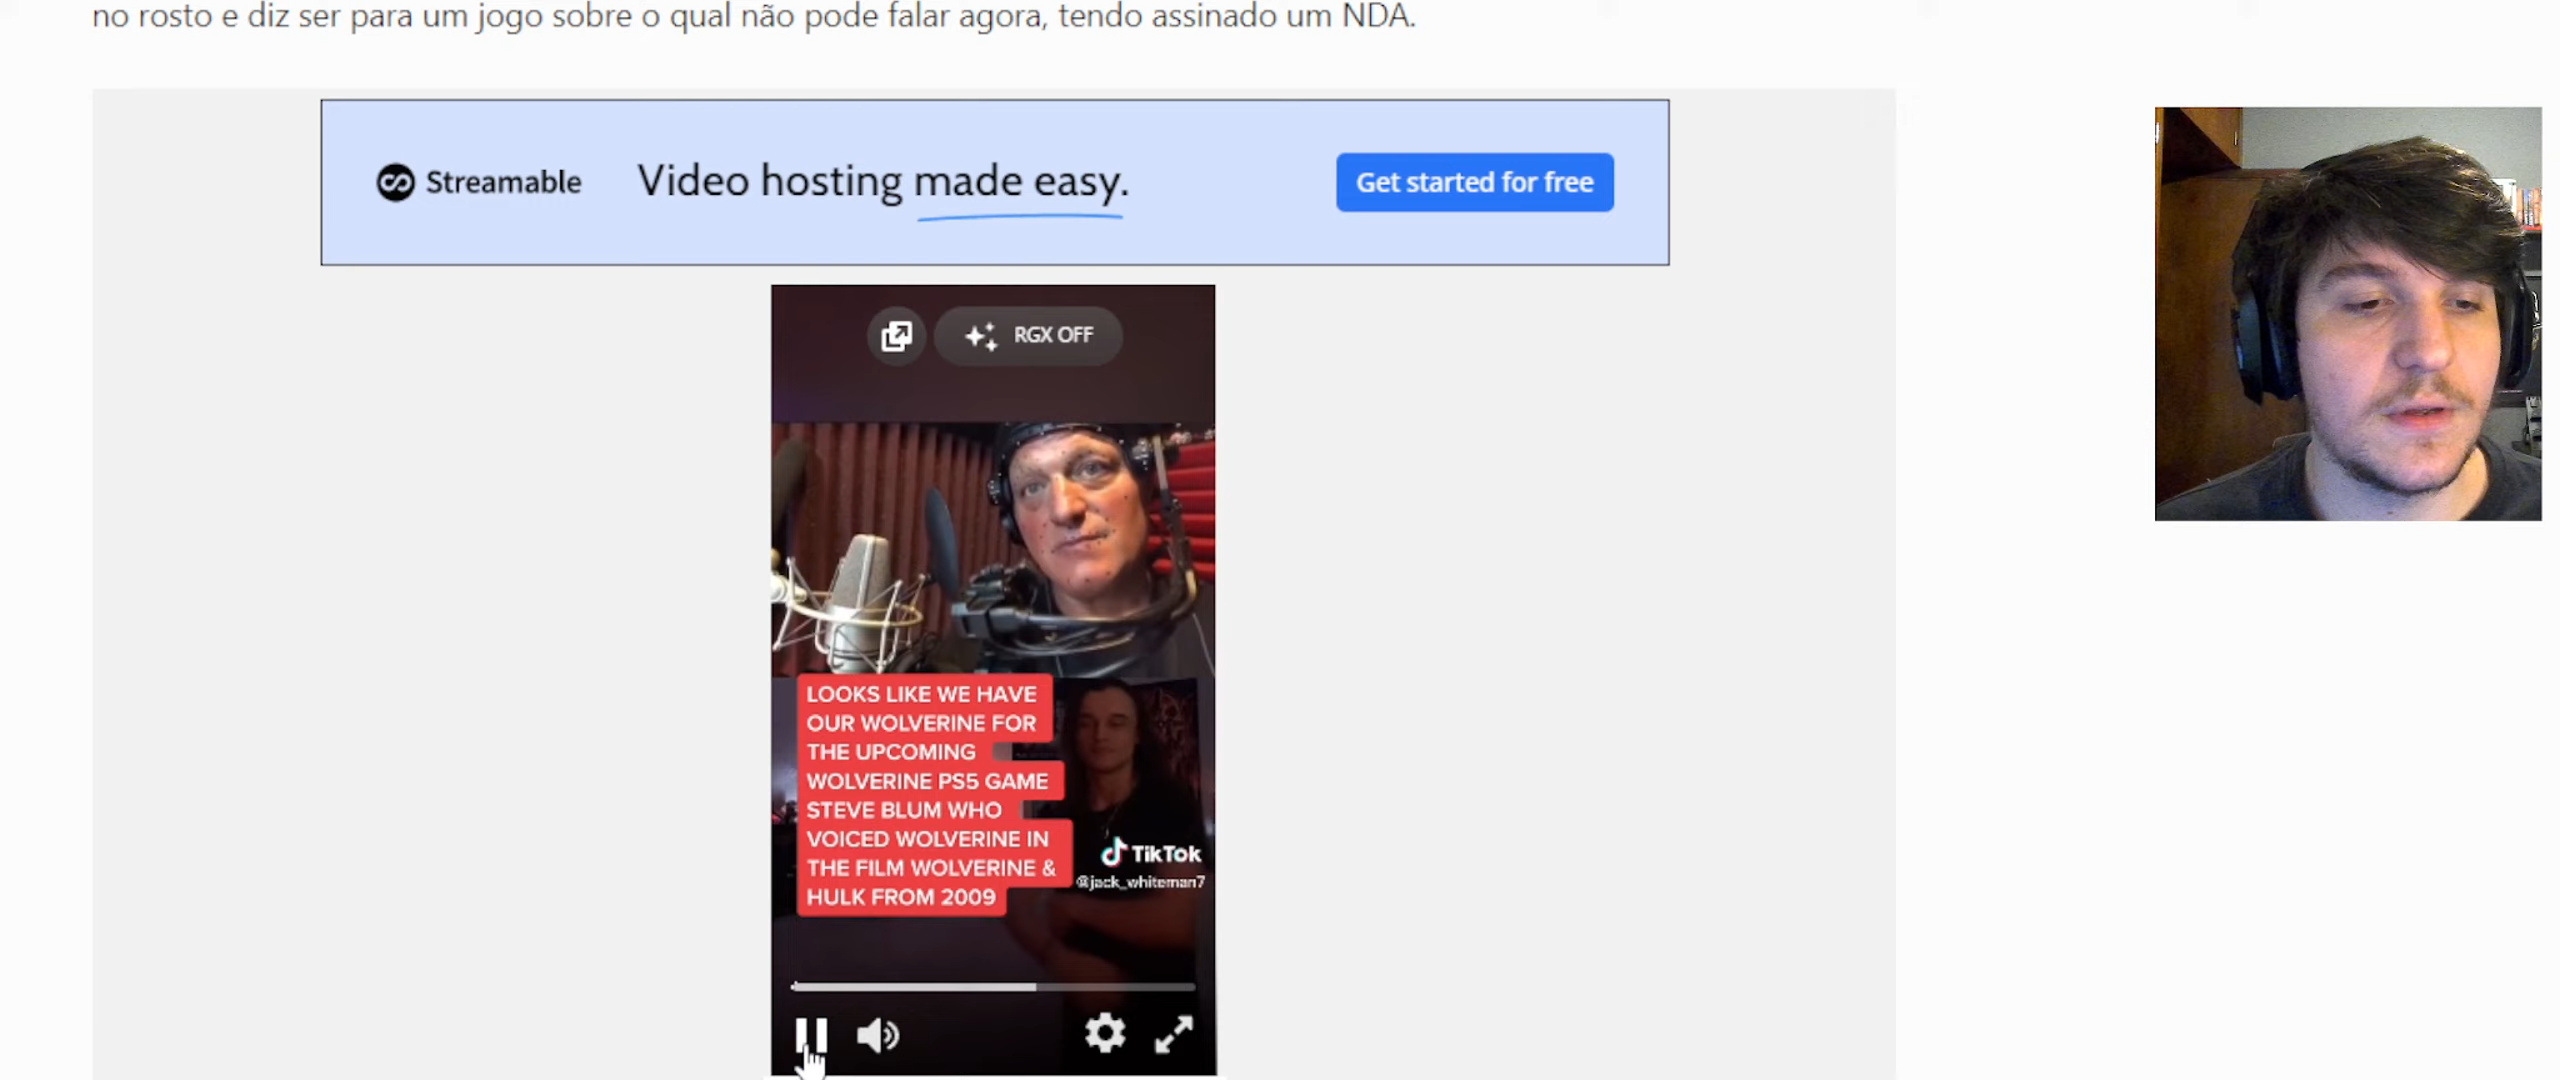 no rosto e diz ser para um jogo sobre o qual não pode falar agora, tendo assinado um NDA.
Streamable
Video hosting made easy.
Get started for free
RGX OFF
LOOKS LIKE WE HAVE
OUR WOLVERINE FOR
THE UPCOMING
WOLVERINE PS5 GAME
STEVE BLUM WHO
VOICED WOLVERINE IN
THE FILM WOLVERINE &
HULK FROM 2009
TikTok
@jack_whiteman7